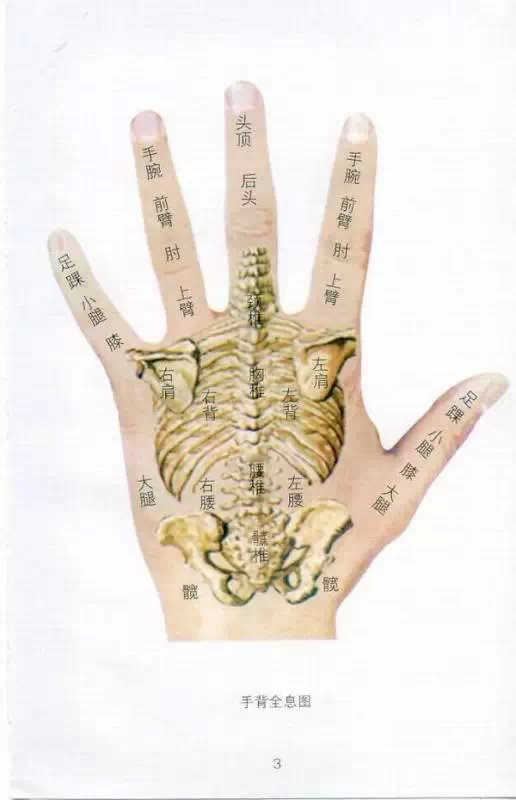 头顶
后头
手腕
前臂
肘
上臂
手腕
前臂
肘
上臂
足踝
小腿
膝
颈椎
右肩
右背
胸椎
左背
左肩
足踝
小腿
膝
大腿
大腿
右腰
腰椎
左腰
髋椎
髋
髋
手背全息图
3